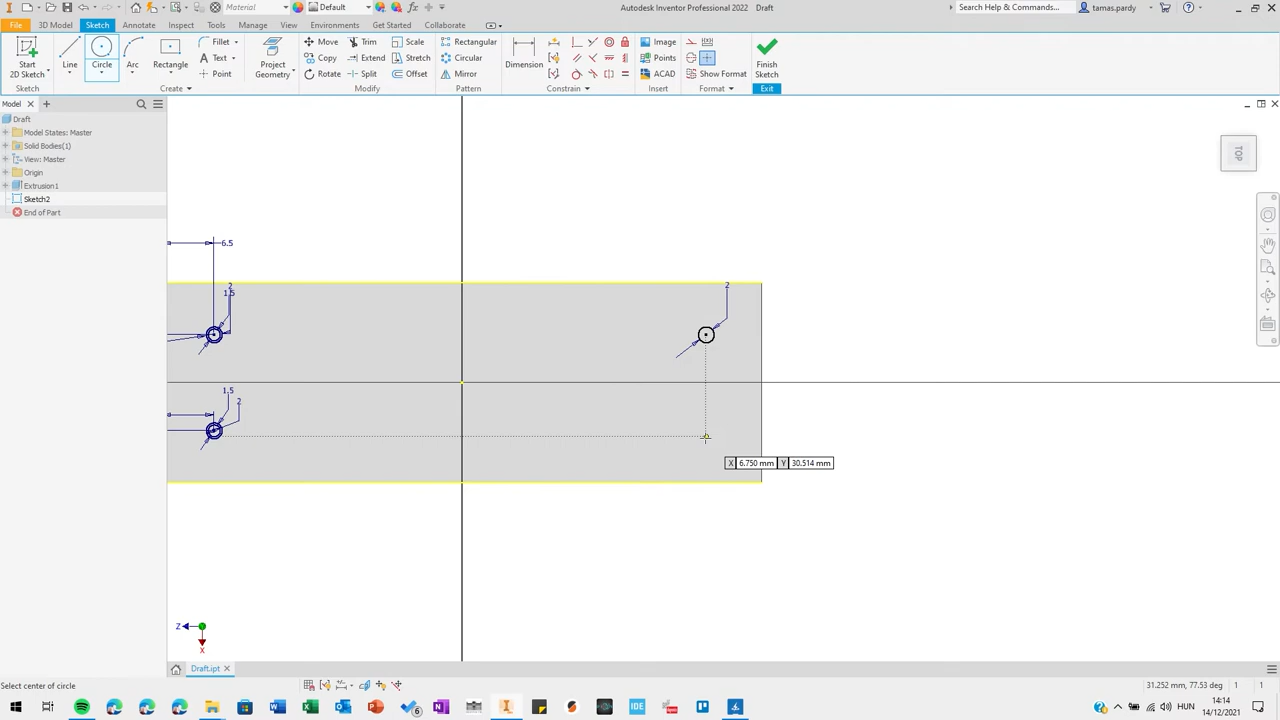 Material
Default
Autodesk Inventor Professional 2022 Draft
Search Help & Commands...
tamas.pardy
File 3D Model Sketch Annotate Inspect Tools Manage View Environments Get Started Collaborate
Start
2D Sketch
Line
Circle
Arc
Rectangle
Fillet
Text
Point
Project
Geometry
Move
Copy
Rotate
Trim
Extend
Split
Scale
Stretch
Offset
Rectangular
Circular
Mirror
Dimension
Image
Points
ACAD
Show Format
Finish
Sketch
Sketch Create Modify Pattern Constrain Insert Format Exit
Model
Draft
Model States: Master
Solid Bodies(1)
View: Master
Origin
Extrusion1
Sketch2
End of Part
TOP
6.5
2
1.5
2
1.5
2
X 6.750 mm Y 30.514 mm
Z
X
Draft.ipt
Select center of circle
31.252 mm, 77.53 deg 1 1
IDE
HUN
14:14
14/12/2021